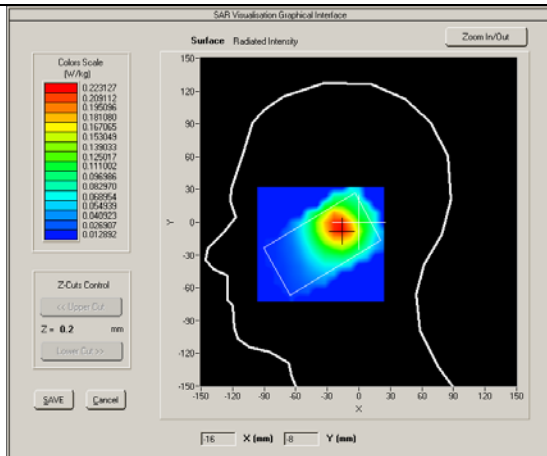 SAR Visualisation Graphical Interface
Surface Radiated Intensity
Zoom In/Out
Colors Scale
(W/kg)
0.223127
0.209112
0.195096
0.181080
0.167065
0.153049
0.139033
0.125017
0.111002
0.096986
0.082970
0.068954
0.054939
0.040923
0.026907
0.012892
Z-Cuts Control
<< Upper Cut
Z = 0.2 mm
Lower Cut >>
SAVE Cancel
150
120
90
60
30
0
-30
-60
-90
-120
-150
Y
-150 -120 -90 -60 -30 0 30 60 90 120 150
X
-16 X (mm) -8 Y (mm)